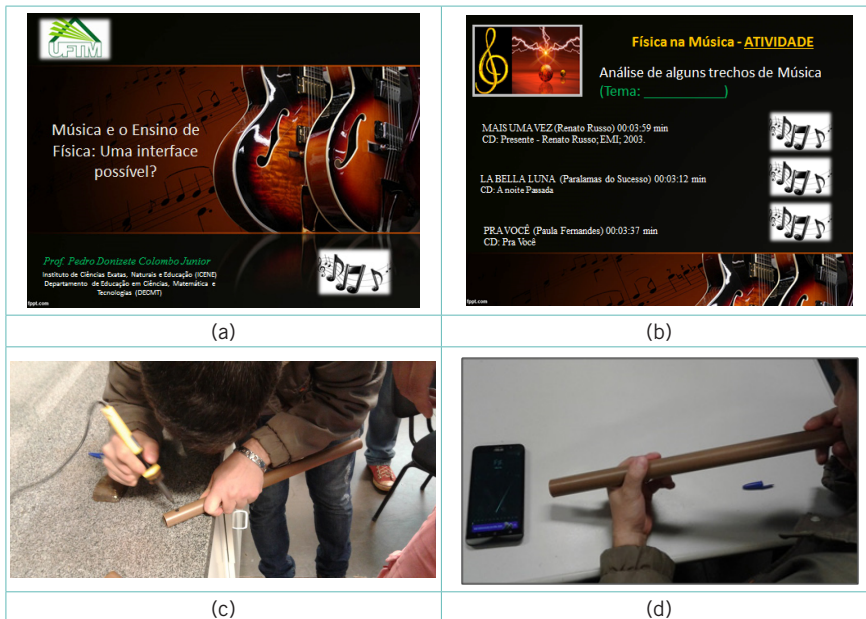 UFTM
Música e o Ensino de
Física: Uma interface
possível?
Prof. Pedro Donizete Colombo Junior
Instituto de Ciências Exatas, Naturais e Educação (ICENE)
Departamento de Educação em Ciências, Matemática e
Tecnologias (DECMT)
fppt.com
(a)
Física na Música - ATIVIDADE
Análise de alguns trechos de Música
(Tema: ____________)
MAIS UMA VEZ (Renato Russo) 00:03:59 min
CD: Presente - Renato Russo; EMI; 2003.
LA BELLA LUNA (Paralamas do Sucesso) 00:03:12 min
CD: A noite Passada
PRA VOCÊ (Paula Fernandes) 00:03:37 min
CD: Pra Você
fppt.com
(b)
(c)
(d)